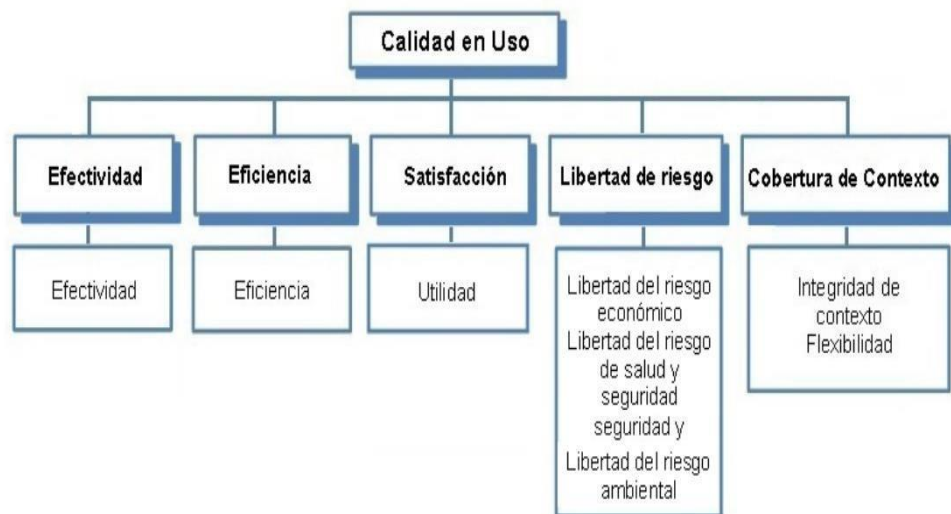 Calidad en Uso
Efectividad
Eficiencia
Satisfacción
Libertad de riesgo
Cobertura de Contexto
Efectividad
Eficiencia
Utilidad
Libertad del riesgo
económico
Libertad del riesgo
de salud y
seguridad
seguridad y
Libertad del riesgo
ambiental
Integridad de
contexto
Flexibilidad